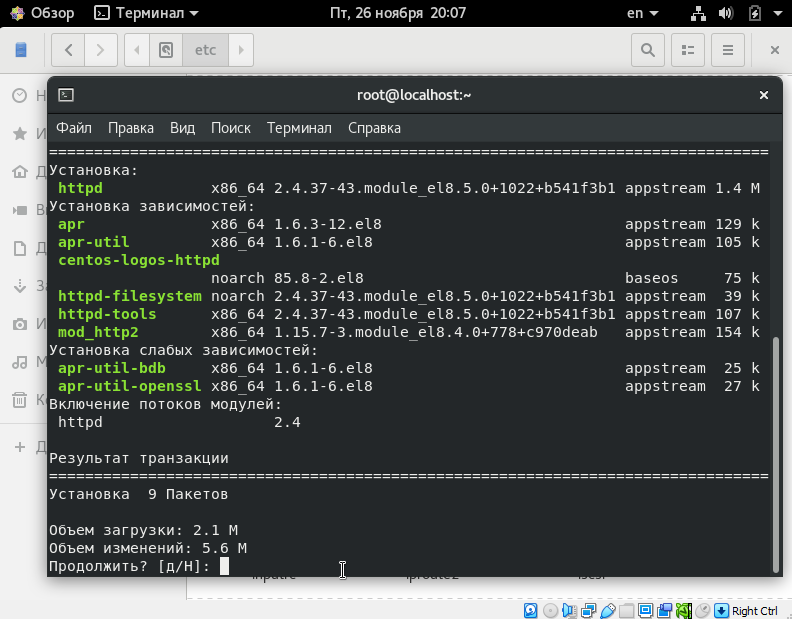 Обзор Терминал Пт, 26 ноября 20:07 en
etc
root@localhost:~
Файл Правка Вид Поиск Терминал Справка
================================================================================
Установка:
httpd x86_64 2.4.37-43.module_el8.5.0+1022+b541f3b1 appstream 1.4 M
Установка зависимостей:
apr x86_64 1.6.3-12.el8 appstream 129 k
apr-util x86_64 1.6.1-6.el8 appstream 105 k
centos-logos-httpd
noarch 85.8-2.el8 baseos 75 k
httpd-filesystem noarch 2.4.37-43.module_el8.5.0+1022+b541f3b1 appstream 39 k
httpd-tools x86_64 2.4.37-43.module_el8.5.0+1022+b541f3b1 appstream 107 k
mod_http2 x86_64 1.15.7-3.module_el8.4.0+778+c970deab appstream 154 k
Установка слабых зависимостей:
apr-util-bdb x86_64 1.6.1-6.el8 appstream 25 k
apr-util-openssl x86_64 1.6.1-6.el8 appstream 27 k
Включение потоков модулей:
httpd 2.4
Результат транзакции
================================================================================
Установка 9 Пакетов
Объем загрузки: 2.1 M
Объем изменений: 5.6 M
Продолжить? [д/Н]:
Right Ctrl